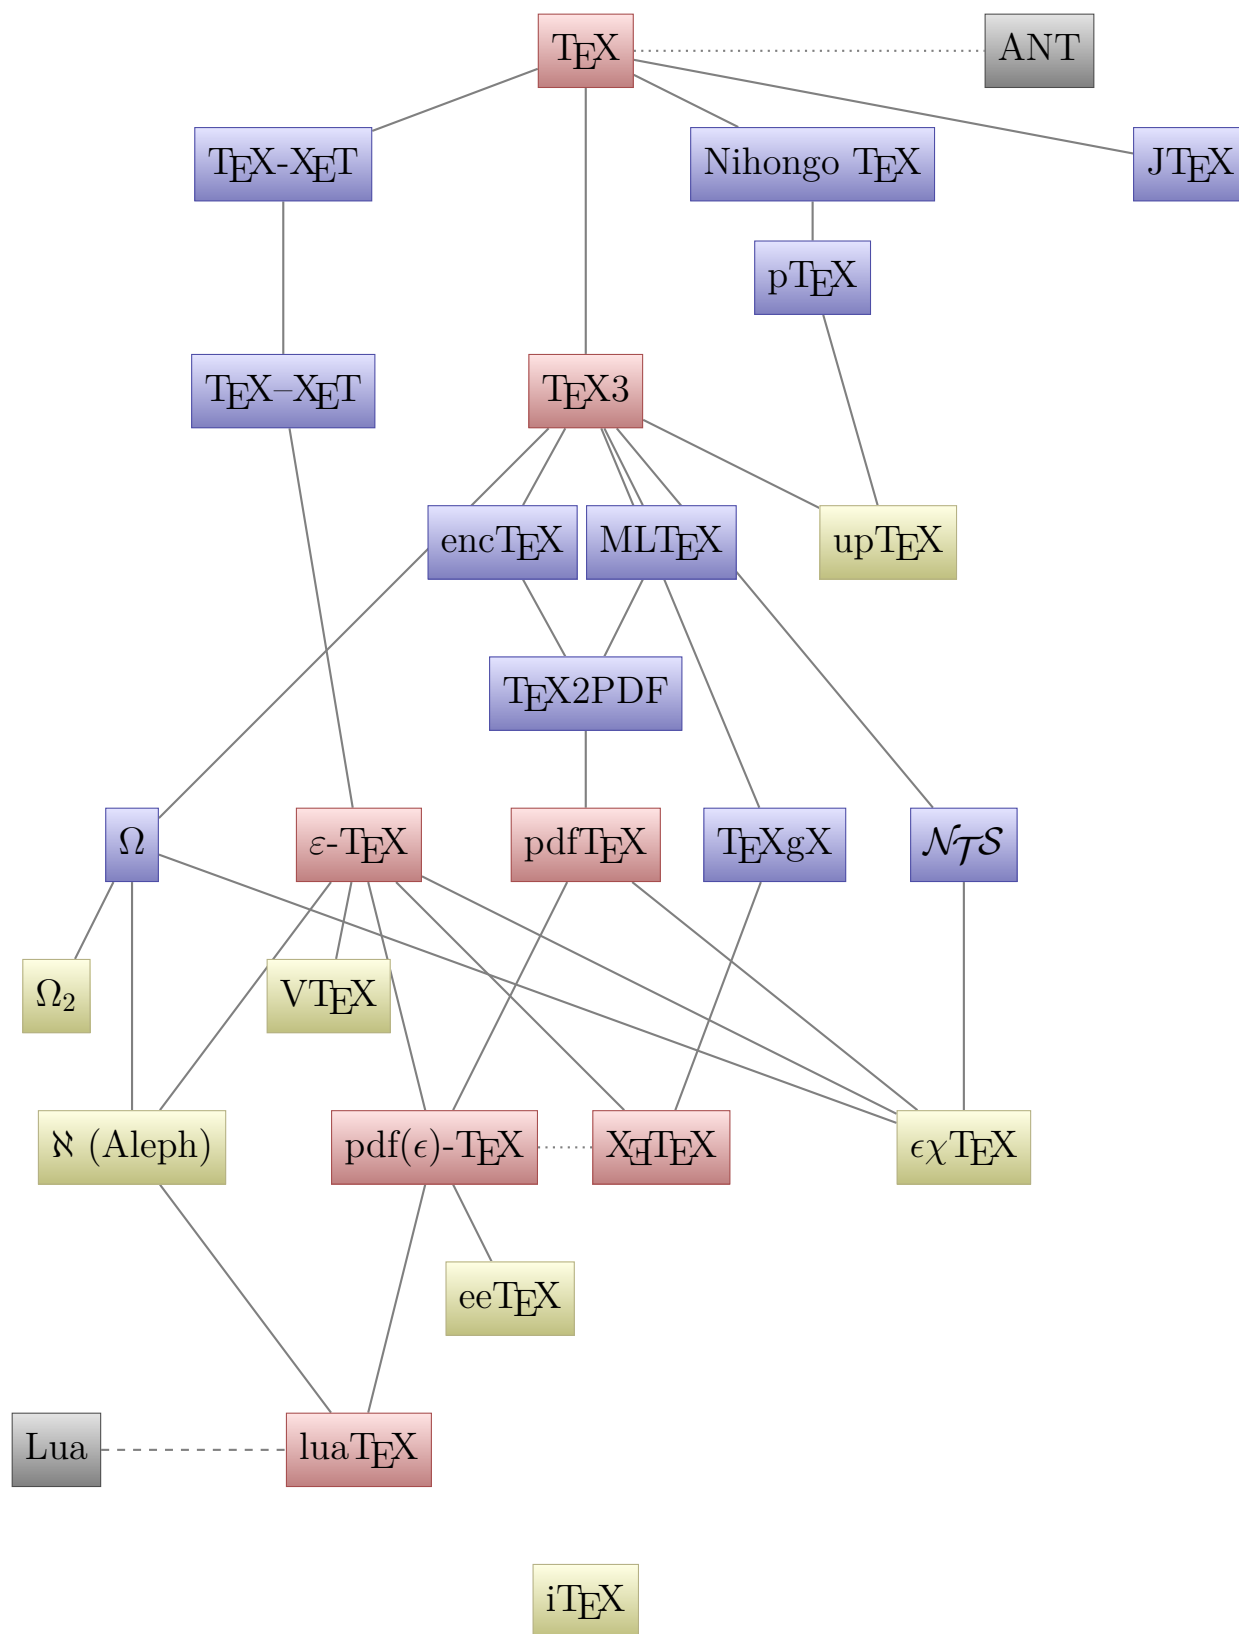 TEX
ANT
TEX-XET
Nihongo TEX
JTEX
pTEX
TEX–XET
TEX3
encTEX
MLTEX
upTEX
TEX2PDF
Ω
ε-TEX
pdfTEX
TEXgX
𝒩𝒯𝒮
Ω₂
VTEX
ℵ (Aleph)
pdf(ϵ)-TEX
XƎTEX
ϵχTEX
eeTEX
Lua
luaTEX
iTEX